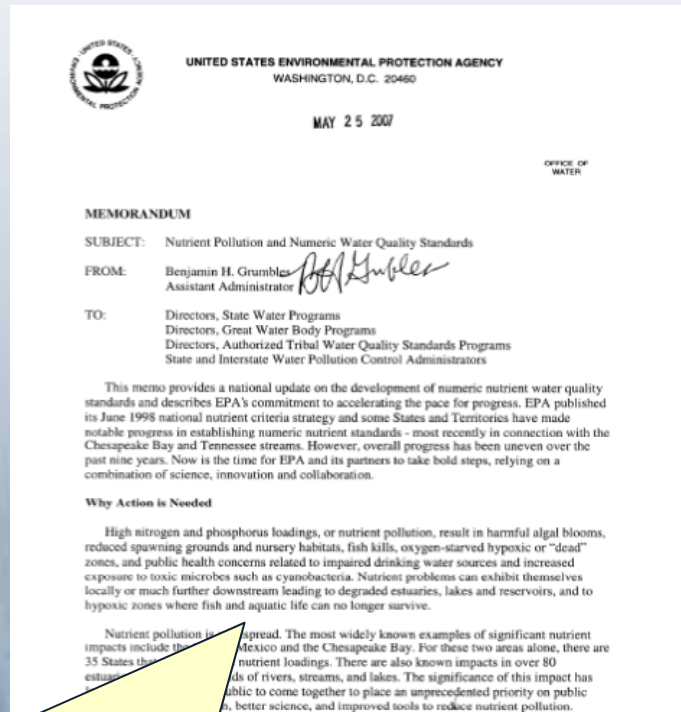 UNITED STATES
ENVIRONMENTAL PROTECTION
UNITED STATES ENVIRONMENTAL PROTECTION AGENCY
WASHINGTON, D.C. 20460
MAY 25 2007
OFFICE OF
WATER
MEMORANDUM
SUBJECT: Nutrient Pollution and Numeric Water Quality Standards
FROM: Benjamin H. Grumbles
Assistant Administrator
TO: Directors, State Water Programs
Directors, Great Water Body Programs
Directors, Authorized Tribal Water Quality Standards Programs
State and Interstate Water Pollution Control Administrators
This memo provides a national update on the development of numeric nutrient water quality
standards and describes EPA's commitment to accelerating the pace for progress. EPA published
its June 1998 national nutrient criteria strategy and some States and Territories have made
notable progress in establishing numeric nutrient standards - most recently in connection with the
Chesapeake Bay and Tennessee streams. However, overall progress has been uneven over the
past nine years. Now is the time for EPA and its partners to take bold steps, relying on a
combination of science, innovation and collaboration.
Why Action is Needed
High nitrogen and phosphorus loadings, or nutrient pollution, result in harmful algal blooms,
reduced spawning grounds and nursery habitats, fish kills, oxygen-starved hypoxic or “dead”
zones, and public health concerns related to impaired drinking water sources and increased
exposure to toxic microbes such as cyanobacteria. Nutrient problems can exhibit themselves
locally or much further downstream leading to degraded estuaries, lakes and reservoirs, and to
hypoxic zones where fish and aquatic life can no longer survive.
Nutrient pollution is spread. The most widely known examples of significant nutrient
impacts include the Mexico and the Chesapeake Bay. For these two areas alone, there are
35 States nutrient loadings. There are also known impacts in over 80
of rivers, streams, and lakes. The significance of this impact has
to come together to place an unprecedented priority on public
better science, and improved tools to reduce nutrient pollution.